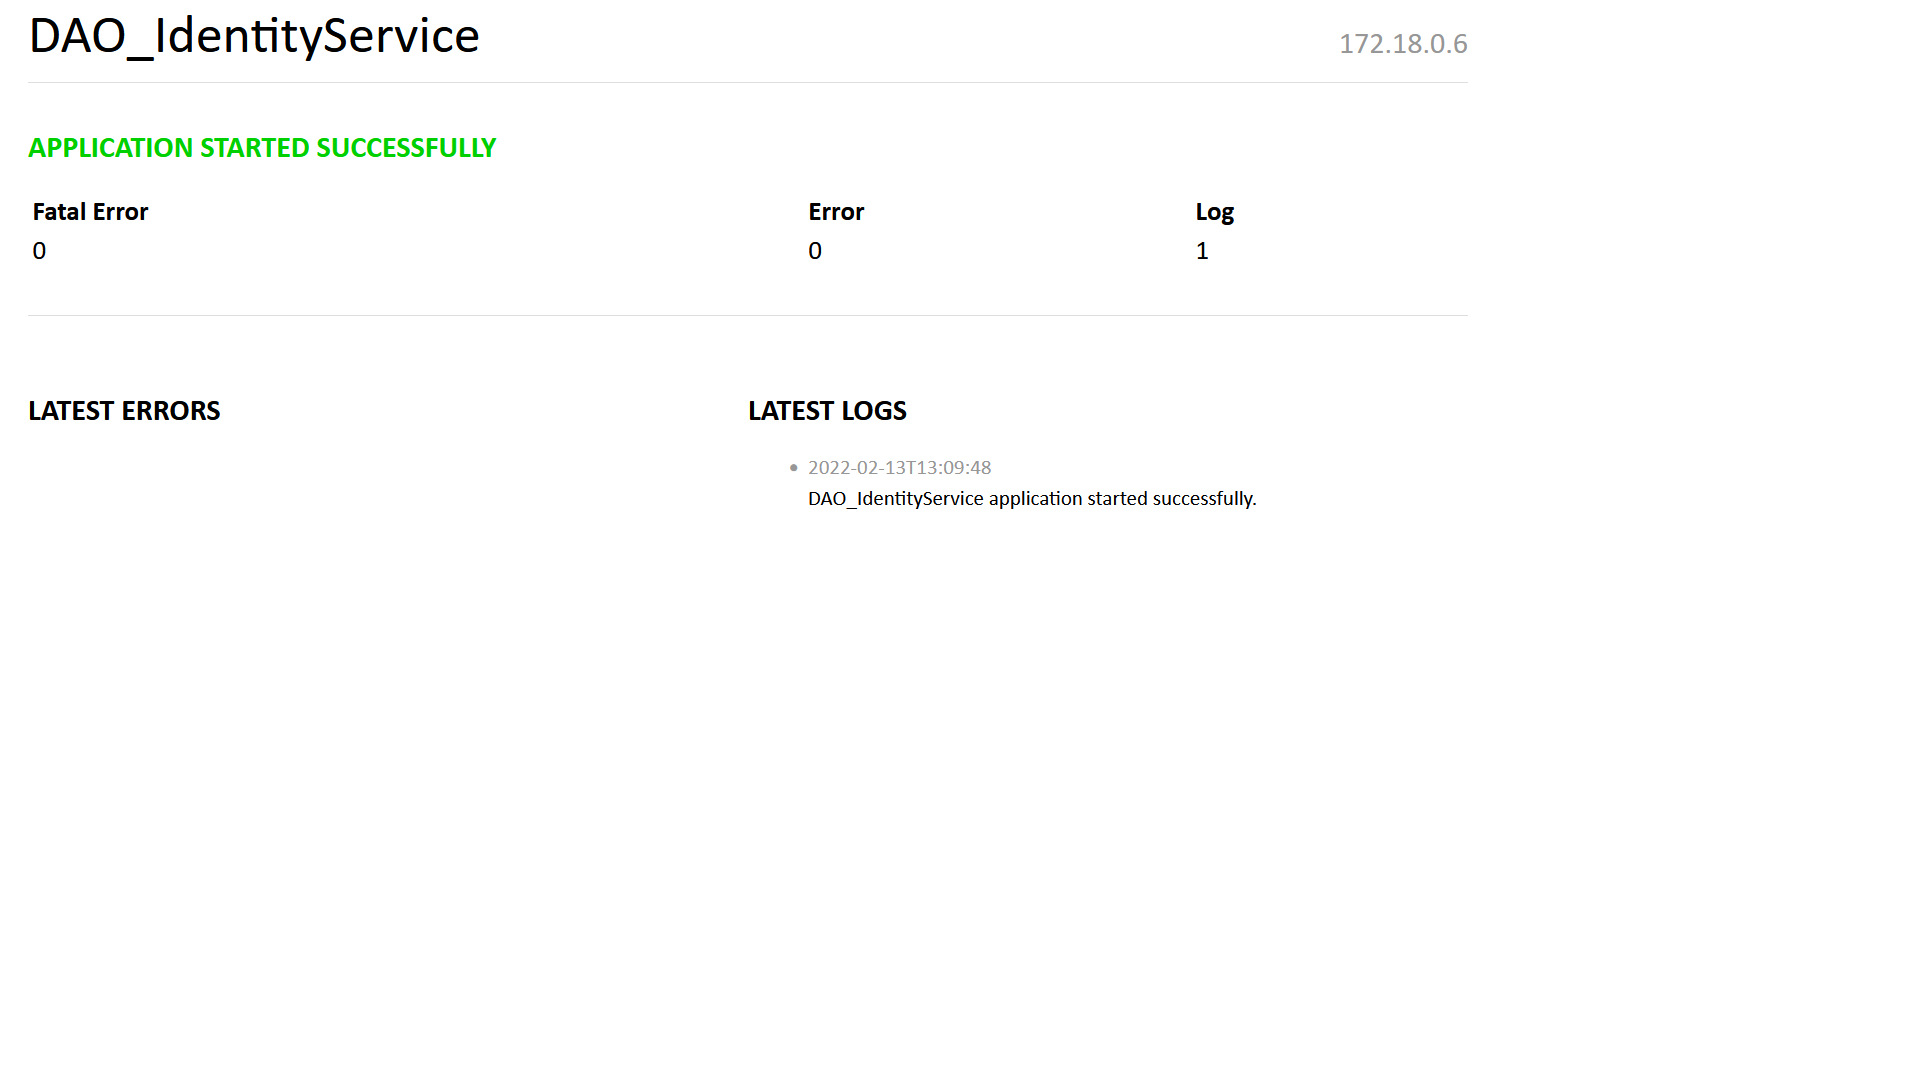 DAO_IdentityService
172.18.0.6
APPLICATION STARTED SUCCESSFULLY
Fatal Error Error Log
0 0 1
LATEST ERRORS
LATEST LOGS
2022-02-13T13:09:48
DAO_IdentityService application started successfully.